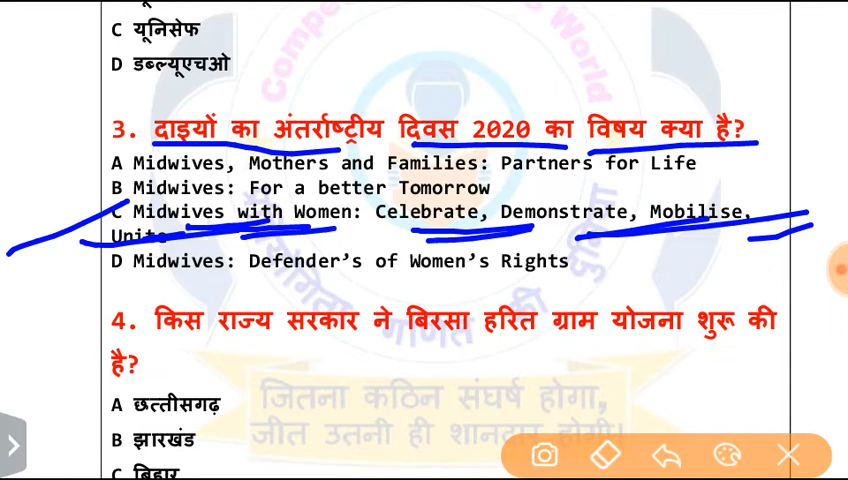 C यूनिसेफ
D डब्ल्यूएचओ
3. दाइयों का अंतर्राष्ट्रीय दिवस 2020 का विषय क्या है?
A Midwives, Mothers and Families: Partners for Life
B Midwives: For a better Tomorrow
C Midwives with Women: Celebrate, Demonstrate, Mobilise,
Unite
D Midwives: Defender's of Women's Rights
4. किस राज्य सरकार ने बिरसा हरित ग्राम योजना शुरू की
है?
A छत्तीसगढ़
B झारखंड
C बिहार
जितना कठिन संघर्ष होगा,
जीत उतनी ही शानदार होगी।